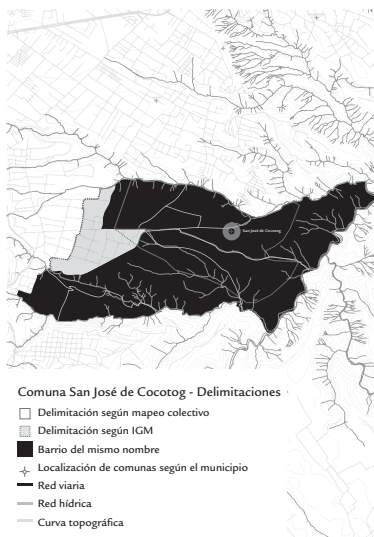 San José de Cocotog
Comuna San José de Cocotog - Delimitaciones
Delimitación según mapeo colectivo
Delimitación según IGM
Barrio del mismo nombre
Localización de comunas según el municipio
Red viaria
Red hídrica
Curva topográfica